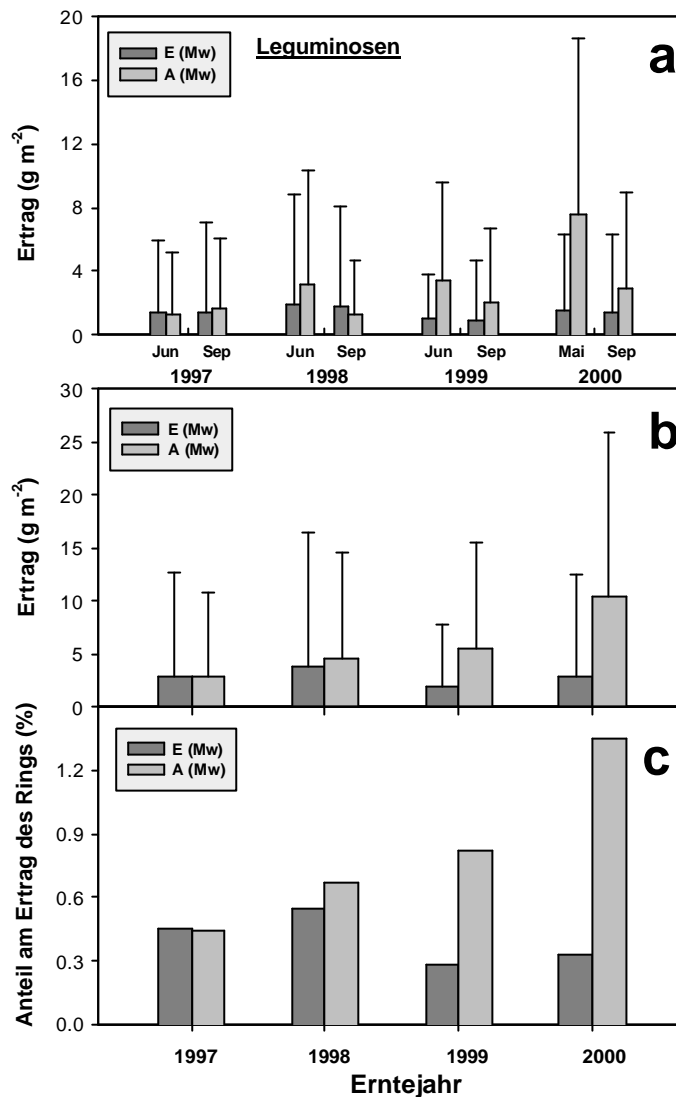 Leguminosen
a
E (Mw)
A (Mw)
Ertrag (g m⁻²)
20
16
12
8
4
0
Jun Sep Jun Sep Jun Sep Mai Sep
1997 1998 1999 2000
b
E (Mw)
A (Mw)
Ertrag (g m⁻²)
30
25
20
15
10
5
0
c
E (Mw)
A (Mw)
Anteil am Ertrag des Rings (%)
1.2
0.9
0.6
0.3
0.0
1997 1998 1999 2000
Erntejahr